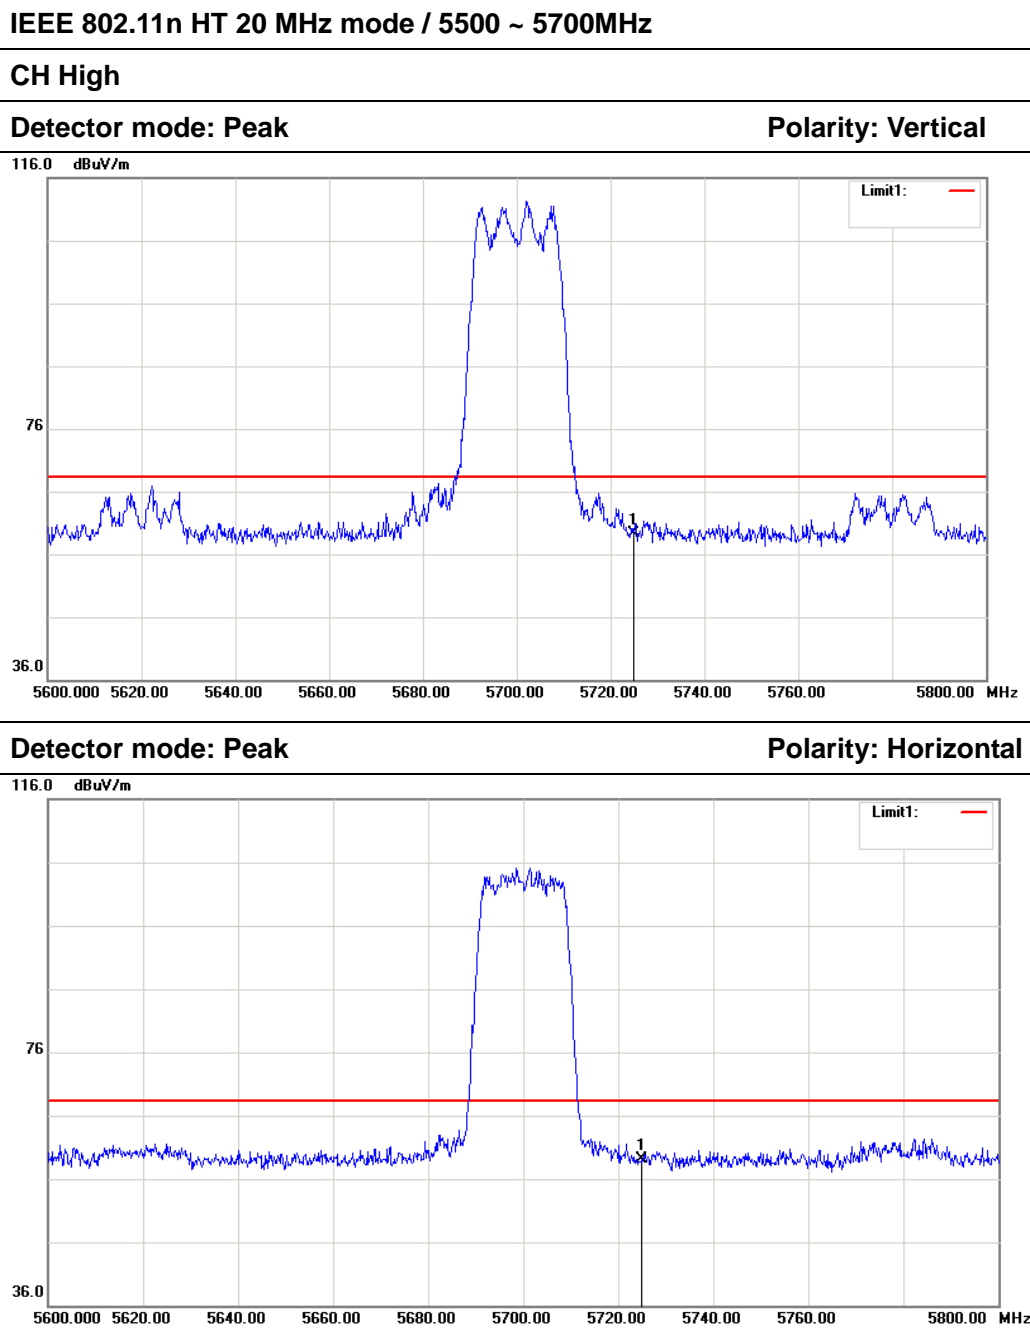 IEEE 802.11n HT 20 MHz mode / 5500 ~ 5700MHz
CH High
Detector mode: Peak Polarity: Vertical
116.0 dBuV/m
Limit1:
76
1
36.0
5600.000 5620.00 5640.00 5660.00 5680.00 5700.00 5720.00 5740.00 5760.00 5800.00 MHz
Detector mode: Peak Polarity: Horizontal
116.0 dBuV/m
Limit1:
76
1
36.0
5600.000 5620.00 5640.00 5660.00 5680.00 5700.00 5720.00 5740.00 5760.00 5800.00 MHz